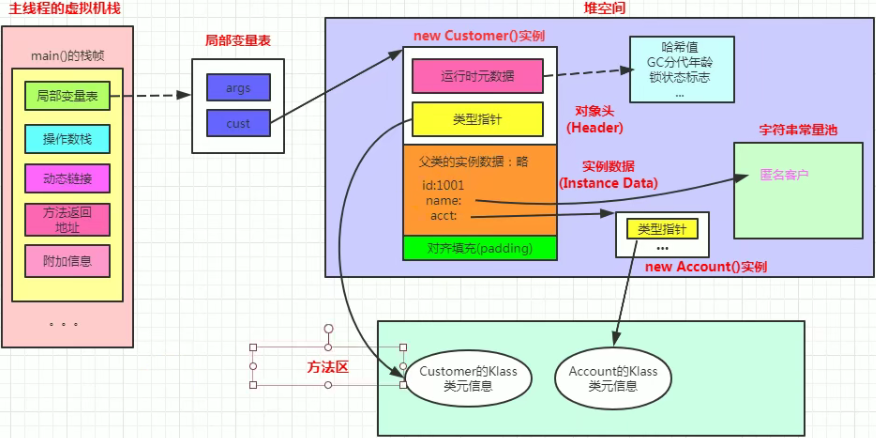 主线程的虚拟机栈
main()的栈帧
局部变量表
操作数栈
动态链接
方法返回
地址
附加信息
。。。
局部变量表
args
cust
堆空间
new Customer()实例
运行时元数据
类型指针
对象头
(Header)
父类的实例数据：略
id:1001
name:
acct:
实例数据
(Instance Data)
对齐填充(padding)
哈希值
GC分代年龄
锁状态标志
...
字符串常量池
匿名客户
类型指针
...
new Account()实例
方法区
Customer的Klass
类元信息
Account的Klass
类元信息